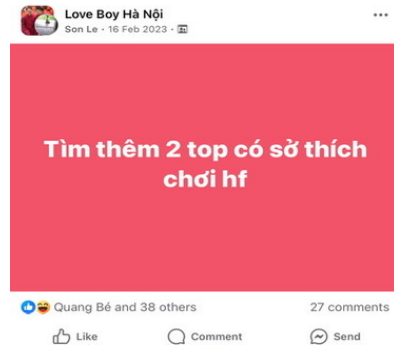 Love Boy Hà Nội
Son Le · 16 Feb 2023 ·
Tìm thêm 2 top có sở thích
chơi hf
Quang Bé and 38 others
27 comments
Like
Comment
Send